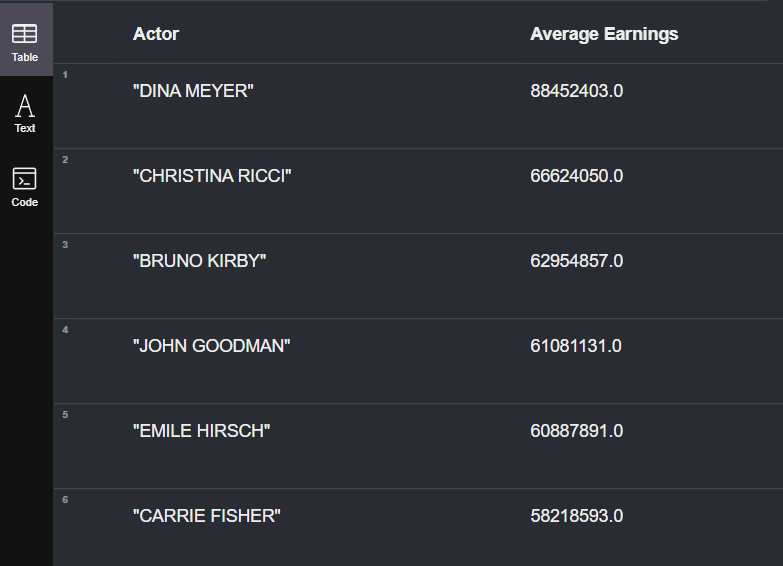 Actor Average Earnings
Table
1
"DINA MEYER" 88452403.0
Text
2
"CHRISTINA RICCI" 66624050.0
Code
3
"BRUNO KIRBY" 62954857.0
4
"JOHN GOODMAN" 61081131.0
5
"EMILE HIRSCH" 60887891.0
6
"CARRIE FISHER" 58218593.0